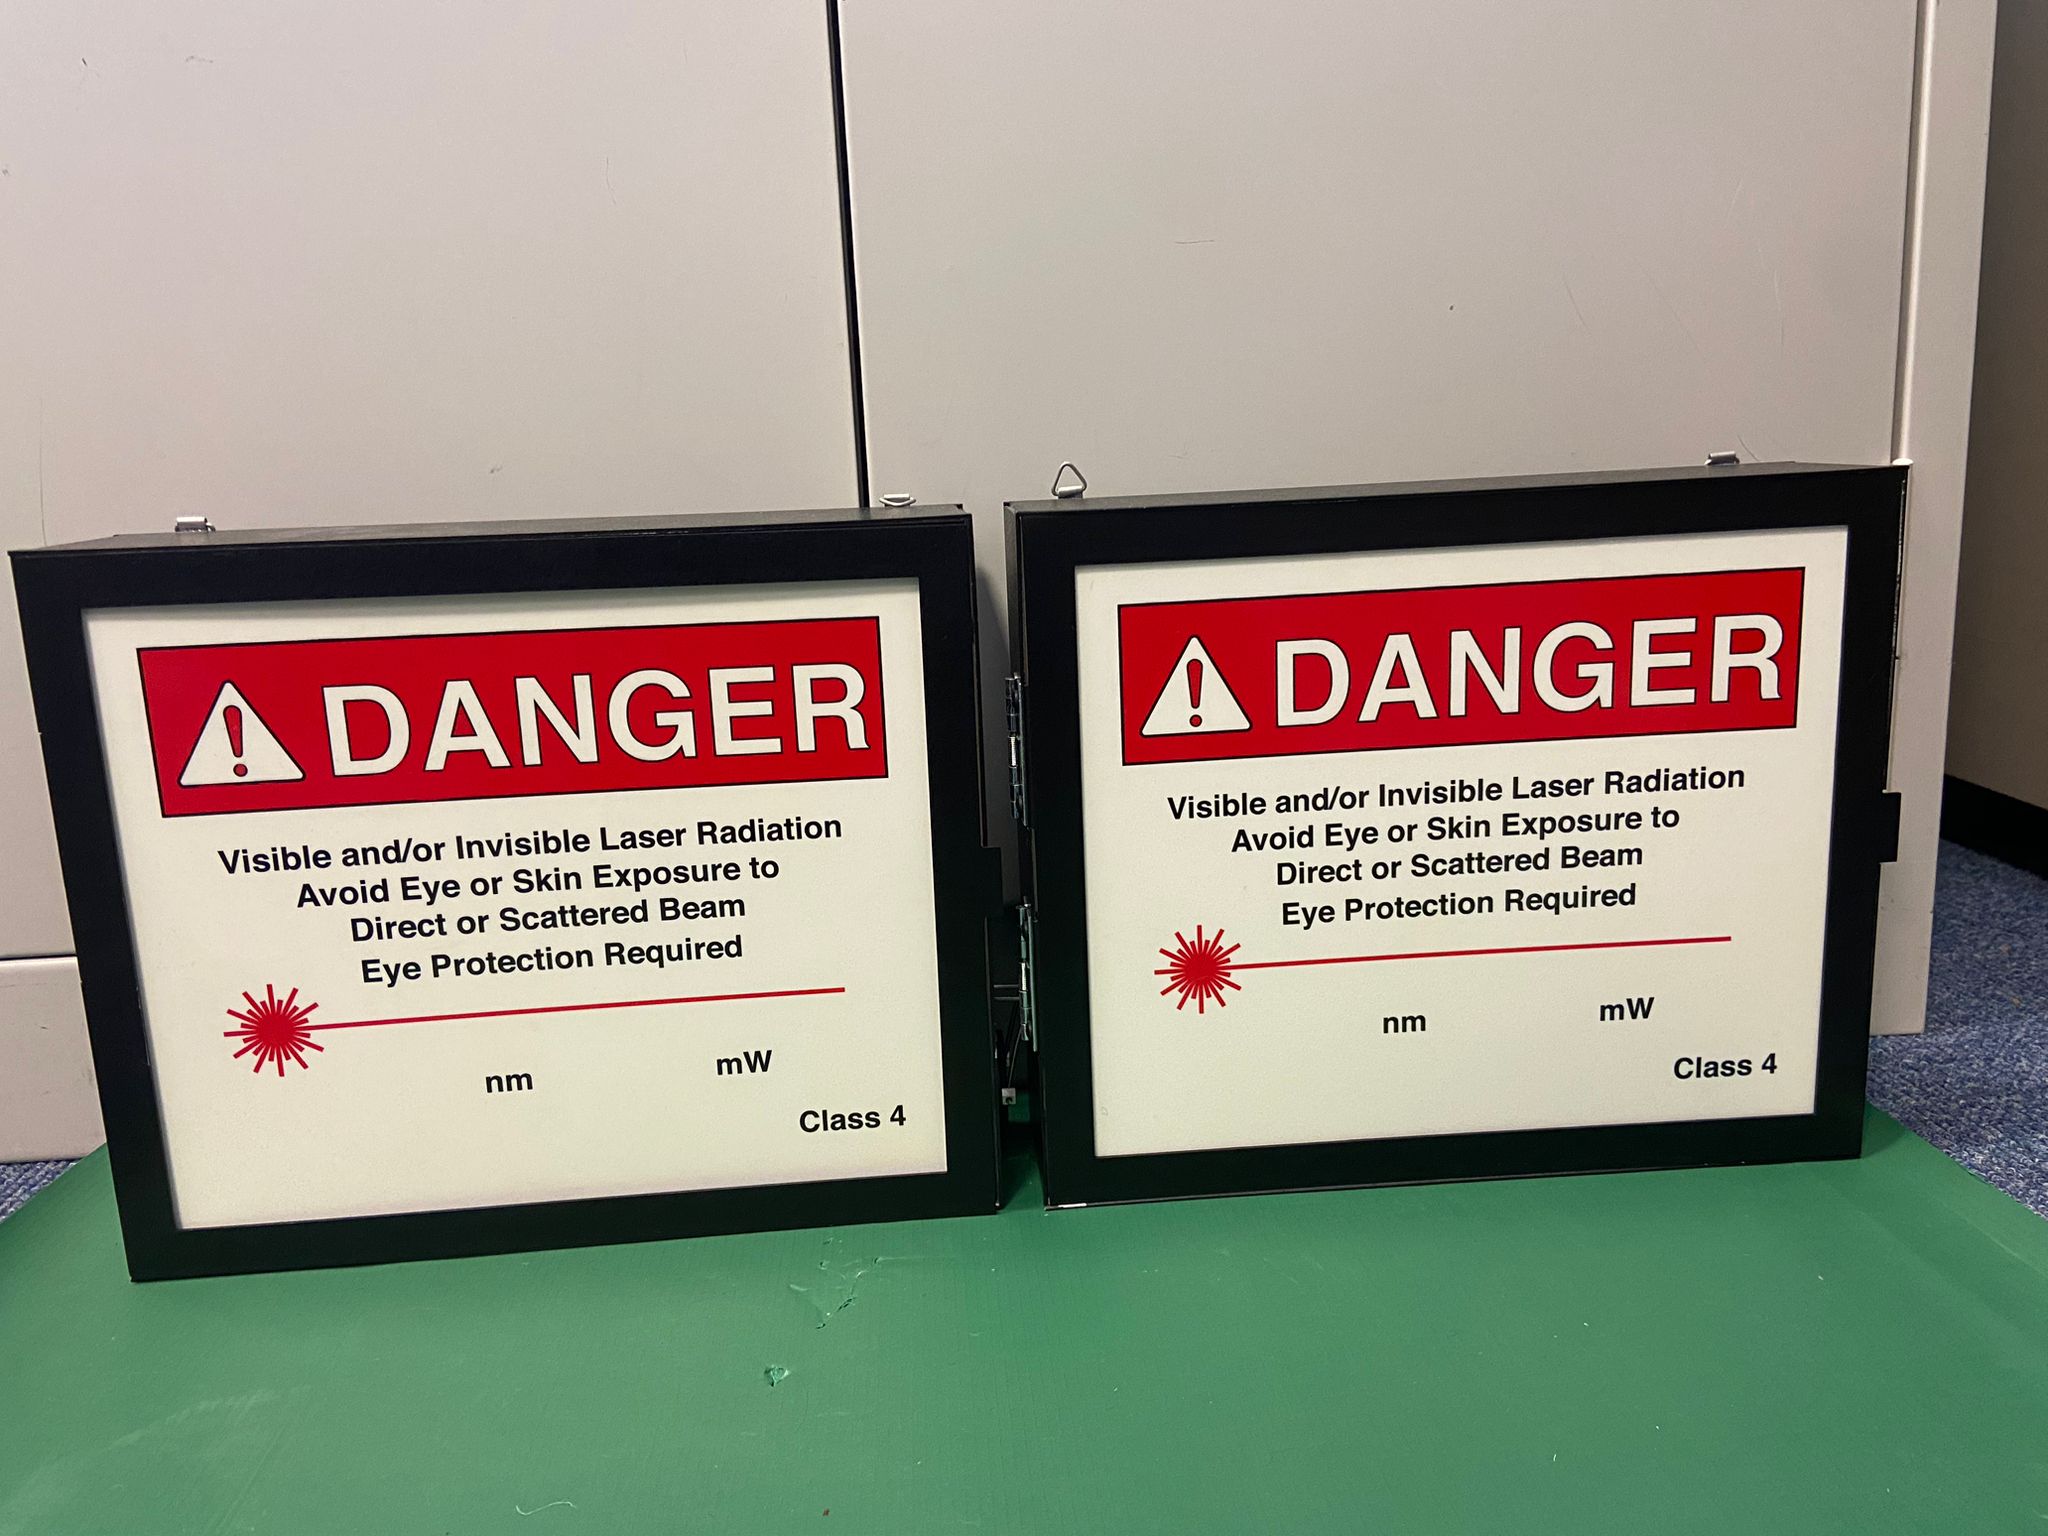 DANGER
Visible and/or Invisible Laser Radiation
Avoid Eye or Skin Exposure to
Direct or Scattered Beam
Eye Protection Required
nm mW
Class 4
DANGER
Visible and/or Invisible Laser Radiation
Avoid Eye or Skin Exposure to
Direct or Scattered Beam
Eye Protection Required
nm mW
Class 4